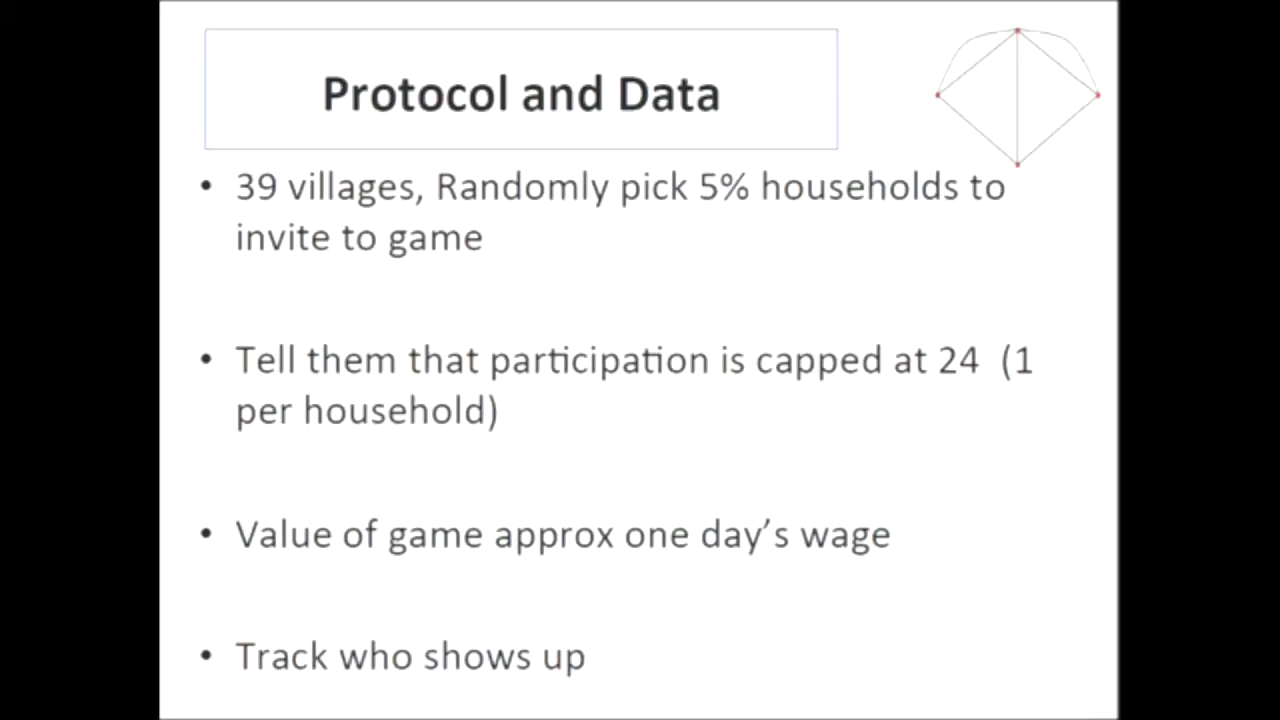 Protocol and Data
• 39 villages, Randomly pick 5% households to
invite to game
• Tell them that participation is capped at 24 (1
per household)
• Value of game approx one day’s wage
• Track who shows up